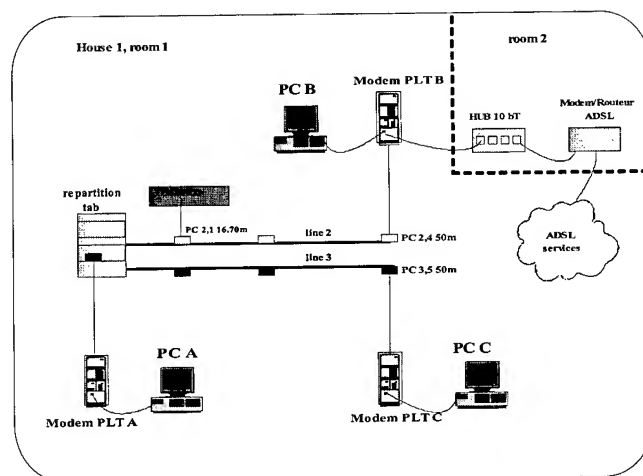 House 1, room 1
room 2
PC B
Modem PLT B
HUB 10 bT
Modem/Routeur
ADSL
repartition
tab
PC 2,1 16.70m
line 2
PC 2,4 50m
ADSL
services
line 3
PC 3,5 50m
PC A
PC C
Modem PLT A
Modem PLT C